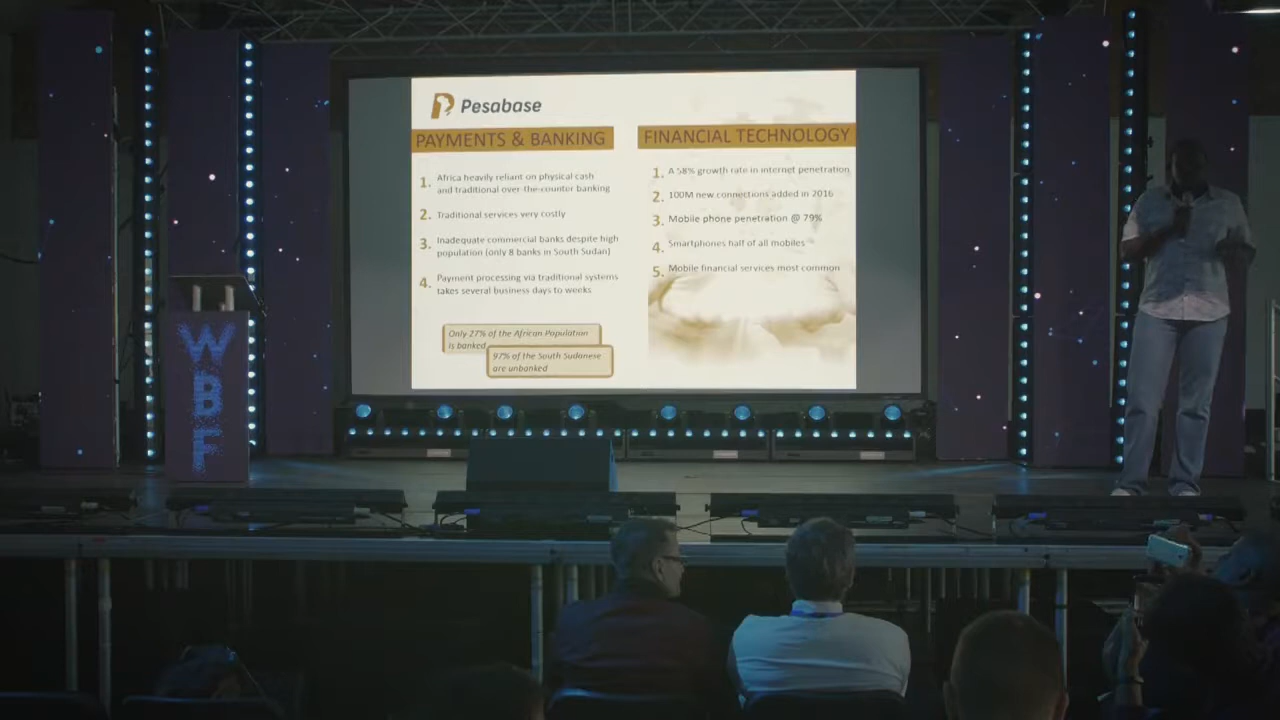 Pesabase
PAYMENTS & BANKING
1. Africa heavily reliant on physical cash
and traditional over-the-counter banking
2. Traditional services very costly
3. Inadequate commercial banks despite high
population (only 8 banks in South Sudan)
4. Payment processing via traditional systems
takes several business days to weeks
Only 27% of the African Population
is banked
97% of the South Sudanese
are unbanked
FINANCIAL TECHNOLOGY
1. A 58% growth rate in internet penetration
2. 100M new connections added in 2016
3. Mobile phone penetration @ 79%
4. Smartphones half of all mobiles
5. Mobile financial services most common
WBF